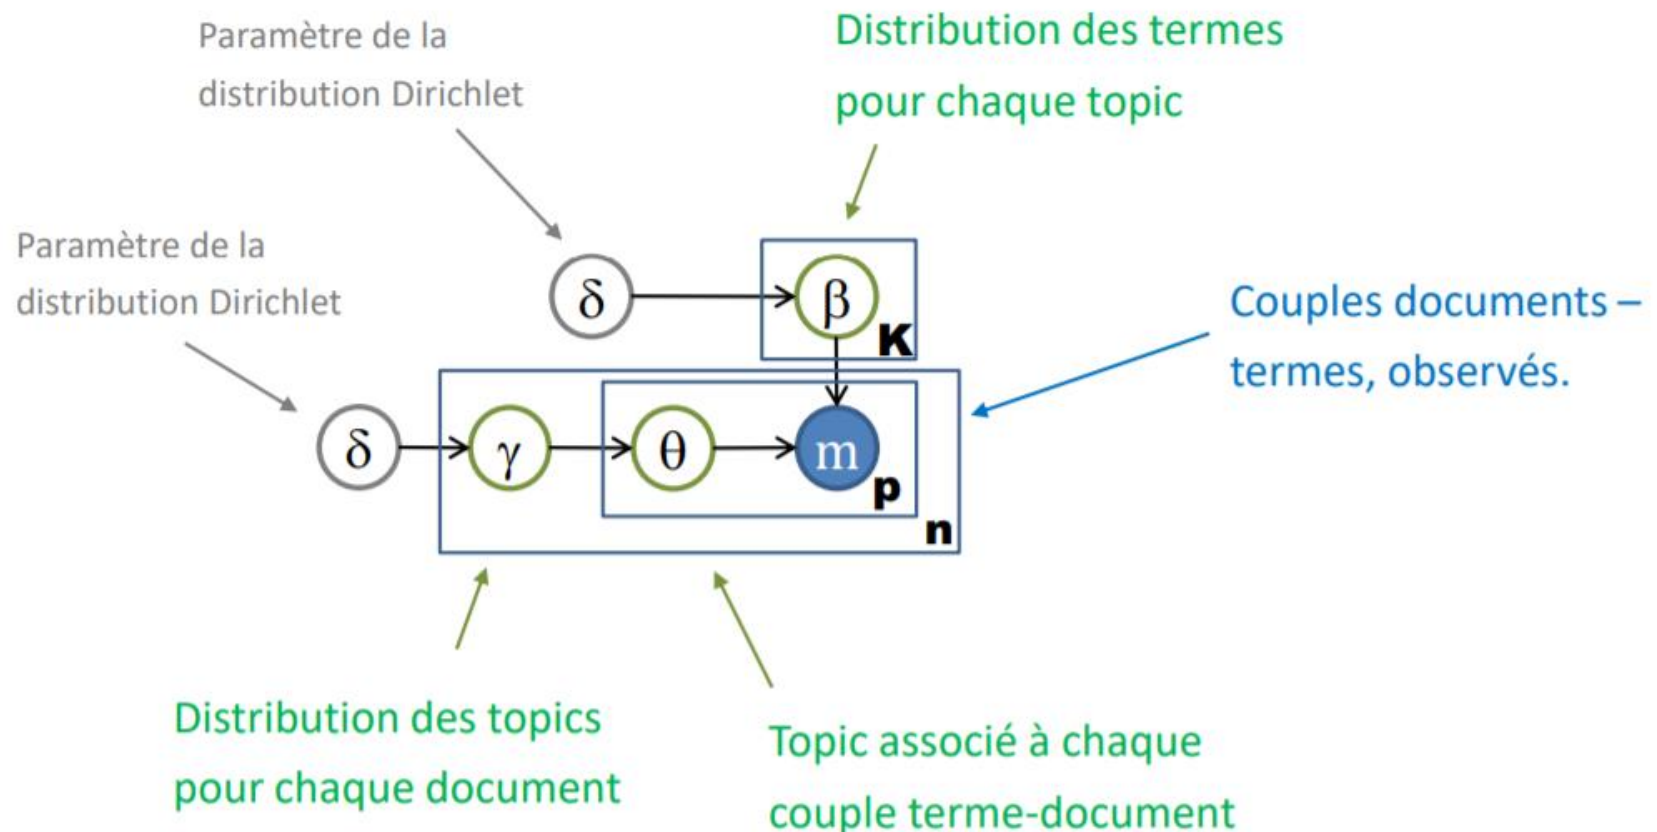 Paramètre de la
distribution Dirichlet
Distribution des termes
pour chaque topic
Paramètre de la
distribution Dirichlet
δ
β
K
Couples documents –
termes, observés.
δ
γ
θ
m
p
n
Distribution des topics
pour chaque document
Topic associé à chaque
couple terme-document